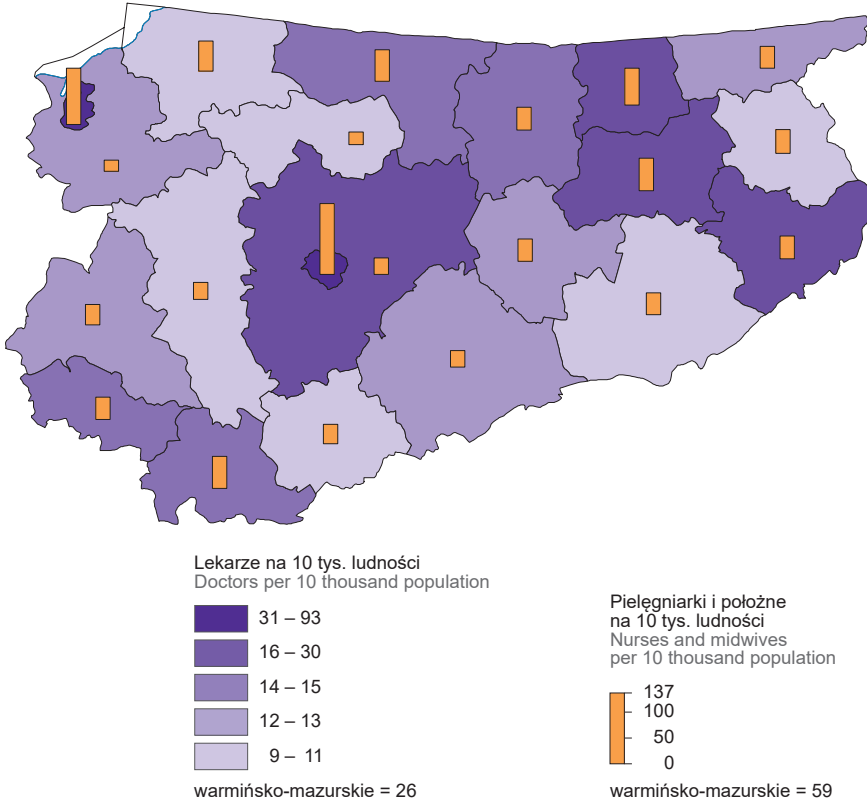 Lekarze na 10 tys. ludności
Doctors per 10 thousand population
31 – 93
16 – 30
14 – 15
12 – 13
9 – 11
warmińsko-mazurskie = 26
Pielęgniarki i położne
na 10 tys. ludności
Nurses and midwives
per 10 thousand population
137
100
50
0
warmińsko-mazurskie = 59